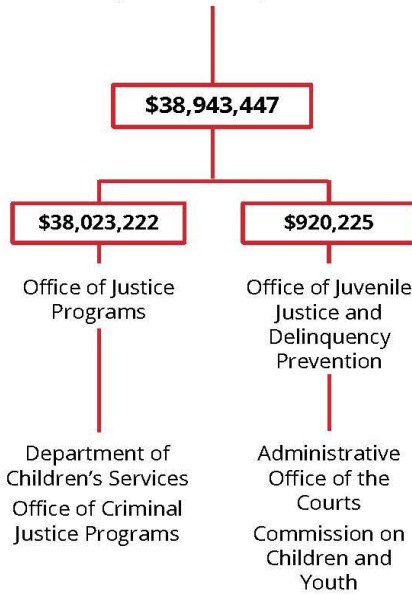 $38,943,447
$38,023,222
$920,225
Office of Justice
Programs
Office of Juvenile
Justice and
Delinquency
Prevention
Department of
Children's Services
Office of Criminal
Justice Programs
Administrative
Office of the
Courts
Commission on
Children and
Youth